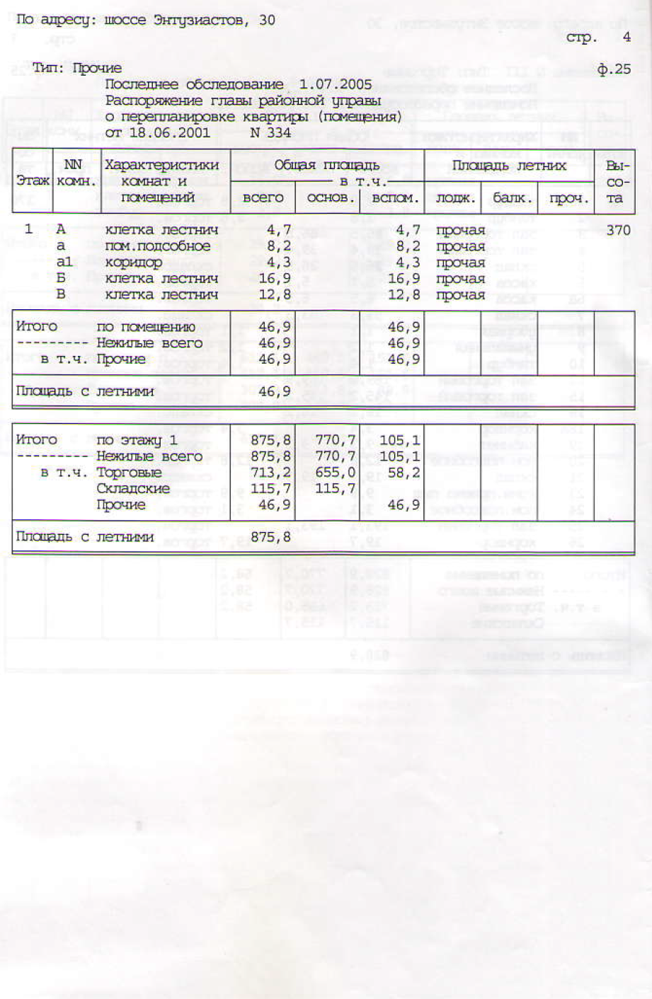 По адресу: шоссе Энтузиастов, 30
стр. 4
Тип: Прочие ф.25
Последнее обследование 1.07.2005
Распоряжение главы районной управы
о перепланировке квартиры (помещения)
от 18.06.2001 N 334
NN Характеристики Общая площадь Площадь летних Вы-
Этаж комн. комнат и в т.ч. со-
помещений всего основ. вспом. лодж. балк. проч. та
1 А клетка лестнич 4,7 4,7 прочая 370
а пом.подсобное 8,2 8,2 прочая
а1 коридор 4,3 4,3 прочая
Б клетка лестнич 16,9 16,9 прочая
В клетка лестнич 12,8 12,8 прочая
Итого по помещению 46,9 46,9
--------- Нежилые всего 46,9 46,9
в т.ч. Прочие 46,9 46,9
Площадь с летними 46,9
Итого по этажу 1 875,8 770,7 105,1
--------- Нежилые всего 875,8 770,7 105,1
в т.ч. Торговые 713,2 655,0 58,2
Складские 115,7 115,7
Прочие 46,9 46,9
Площадь с летними 875,8